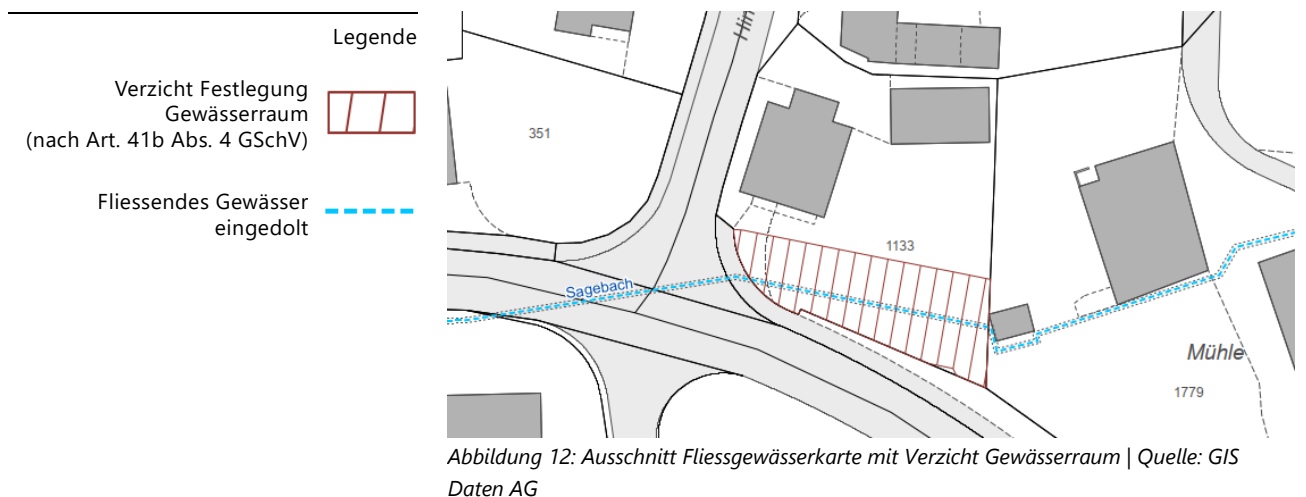 Legende
Verzicht Festlegung
Gewässerraum
(nach Art. 41b Abs. 4 GSchV)
Fliessendes Gewässer
eingedolt
351
1133
Sagebach
Mühle
1779
Abbildung 12: Ausschnitt Fliessgewässerkarte mit Verzicht Gewässerraum | Quelle: GIS
Daten AG